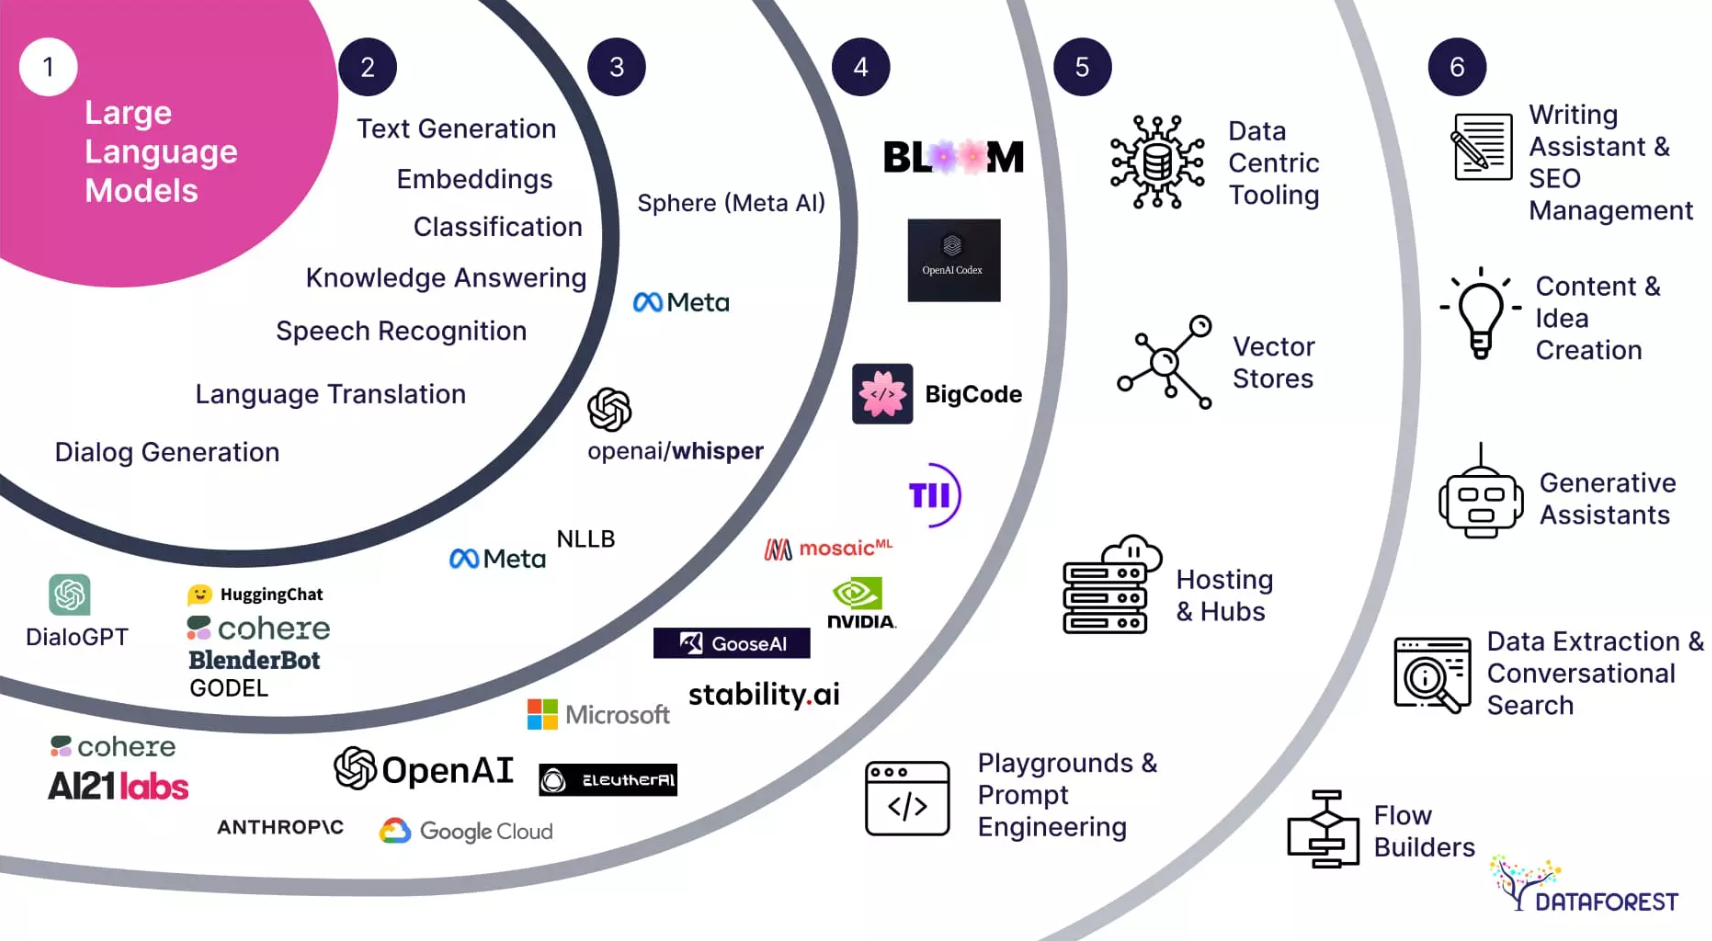 1
Large
Language
Models
2
Text Generation
Embeddings
Classification
Knowledge Answering
Speech Recognition
Language Translation
Dialog Generation
3
Sphere (Meta AI)
Meta
openai/whisper
Meta
NLLB
DialoGPT
HuggingChat
cohere
BlenderBot
GODEL
4
BLOOM
OpenAI Codex
</>
BigCode
TII
mosaicML
NVIDIA.
GooseAI
stability.ai
Microsoft
OpenAI
EleutherAI
cohere
AI21labs
ANTHROP\C
Google Cloud
5
Data
Centric
Tooling
Vector
Stores
Hosting
& Hubs
</>
Playgrounds &
Prompt
Engineering
6
Writing
Assistant &
SEO
Management
Content &
Idea
Creation
Generative
Assistants
Data Extraction &
Conversational
Search
Flow
Builders
DATAFOREST